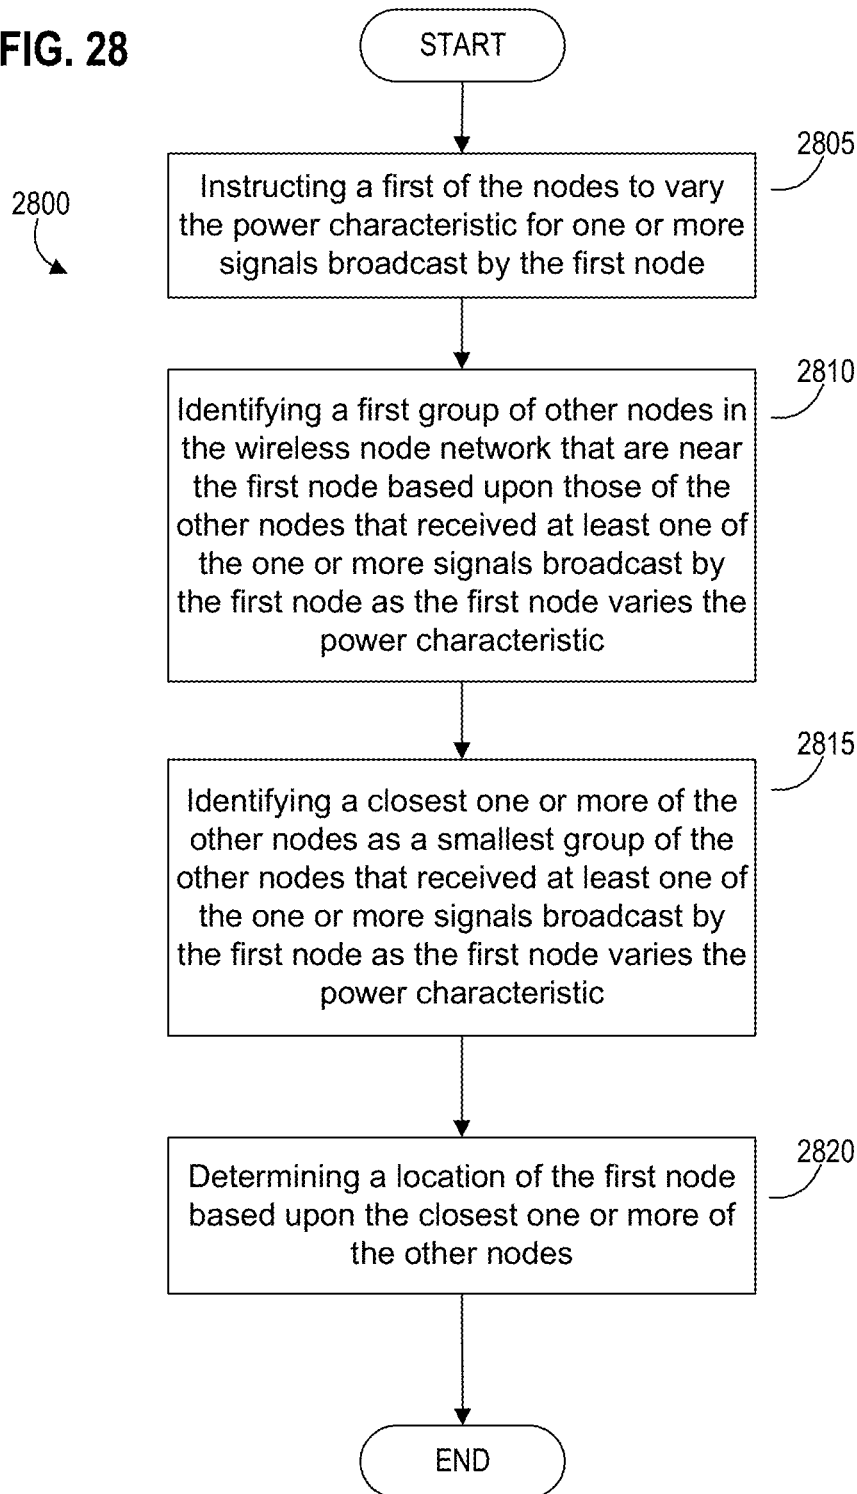 FIG. 28
START
2800
2805
Instructing a first of the nodes to vary
the power characteristic for one or more
signals broadcast by the first node
2810
Identifying a first group of other nodes in
the wireless node network that are near
the first node based upon those of the
other nodes that received at least one of
the one or more signals broadcast by
the first node as the first node varies the
power characteristic
2815
Identifying a closest one or more of the
other nodes as a smallest group of the
other nodes that received at least one of
the one or more signals broadcast by
the first node as the first node varies the
power characteristic
2820
Determining a location of the first node
based upon the closest one or more of
the other nodes
END